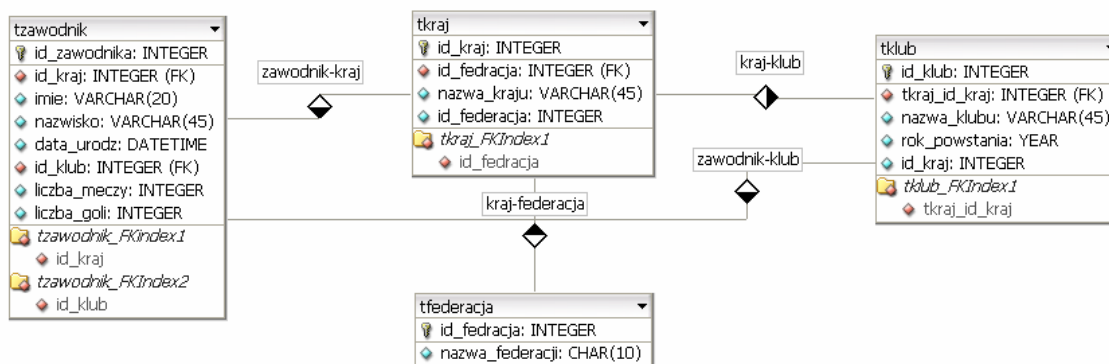 tzawodnik
id_zawodnika: INTEGER
id_kraj: INTEGER (FK)
imie: VARCHAR(20)
nazwisko: VARCHAR(45)
data_urodz: DATETIME
id_klub: INTEGER (FK)
liczba_meczy: INTEGER
liczba_goli: INTEGER
tzawodnik_FKindex1
id_kraj
tzawodnik_FKIndex2
id_klub
zawodnik-kraj
tkraj
id_kraj: INTEGER
id_fedracja: INTEGER (FK)
nazwa_kraju: VARCHAR(45)
id_federacja: INTEGER
tkraj_FKIndex1
id_fedracja
kraj-klub
tklub
id_klub: INTEGER
tkraj_id_kraj: INTEGER (FK)
nazwa_klubu: VARCHAR(45)
rok_powstania: YEAR
id_kraj: INTEGER
tklub_FKIndex1
tkraj_id_kraj
zawodnik-klub
kraj-federacja
tfederacja
id_fedracja: INTEGER
nazwa_federacji: CHAR(10)